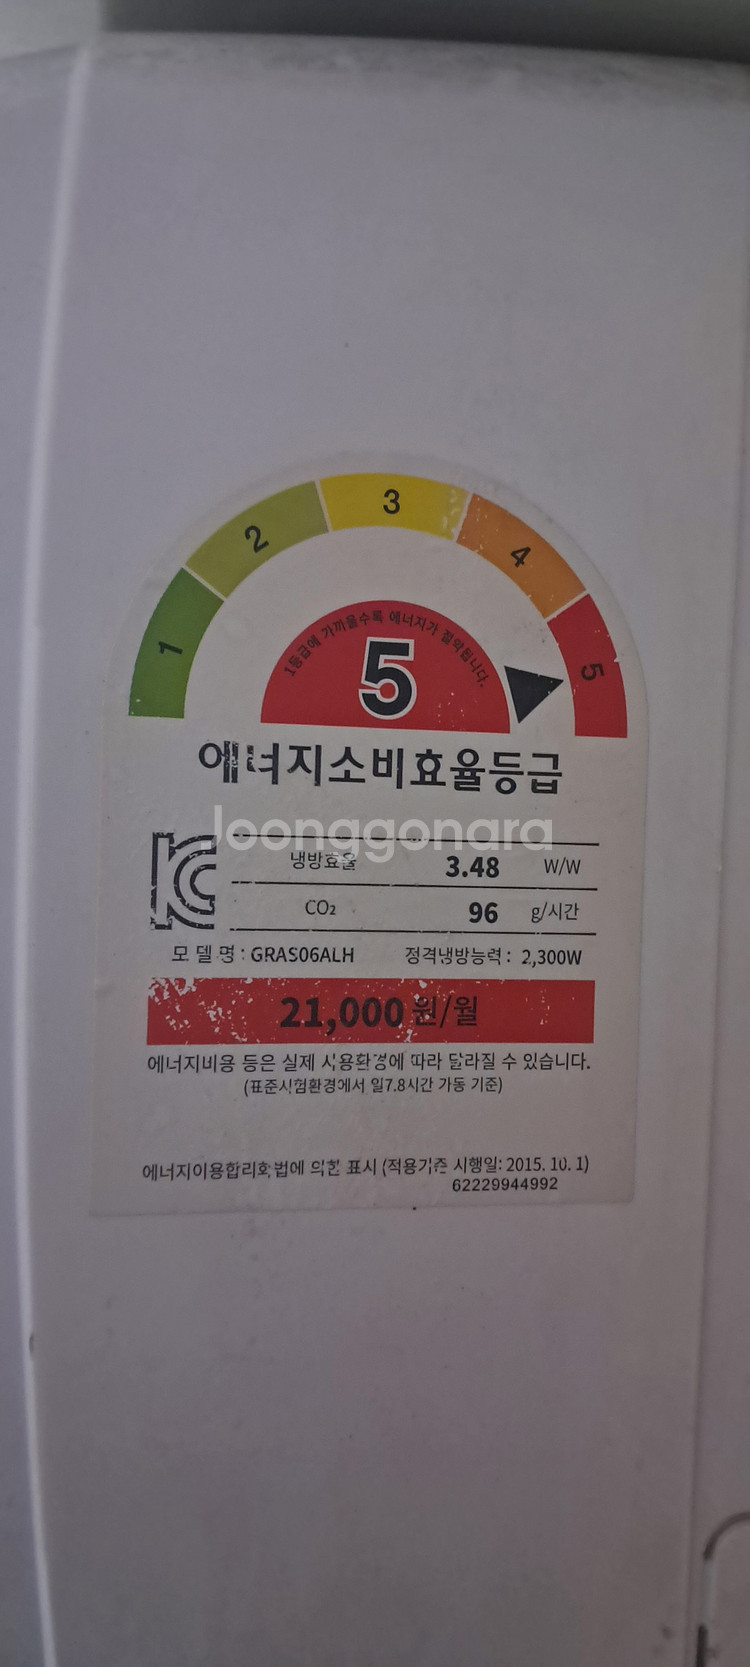 1 2 3 4 5
1등급에 가까울수록 에너지가 절약됩니다.
5
에너지소비효율등급
Joonggonara
냉방효율 3.48 W/W
CO₂ 96 g/시간
모델명 : GRAS06ALH 정격냉방능력 : 2,300W
21,000 원/월
에너지비용 등은 실제 사용환경에 따라 달라질 수 있습니다.
(표준시험환경에서 일7.8시간 가동 기준)
에너지이용합리화법에 의한 표시 (적용기준 시행일: 2015. 10. 1)
62229944992